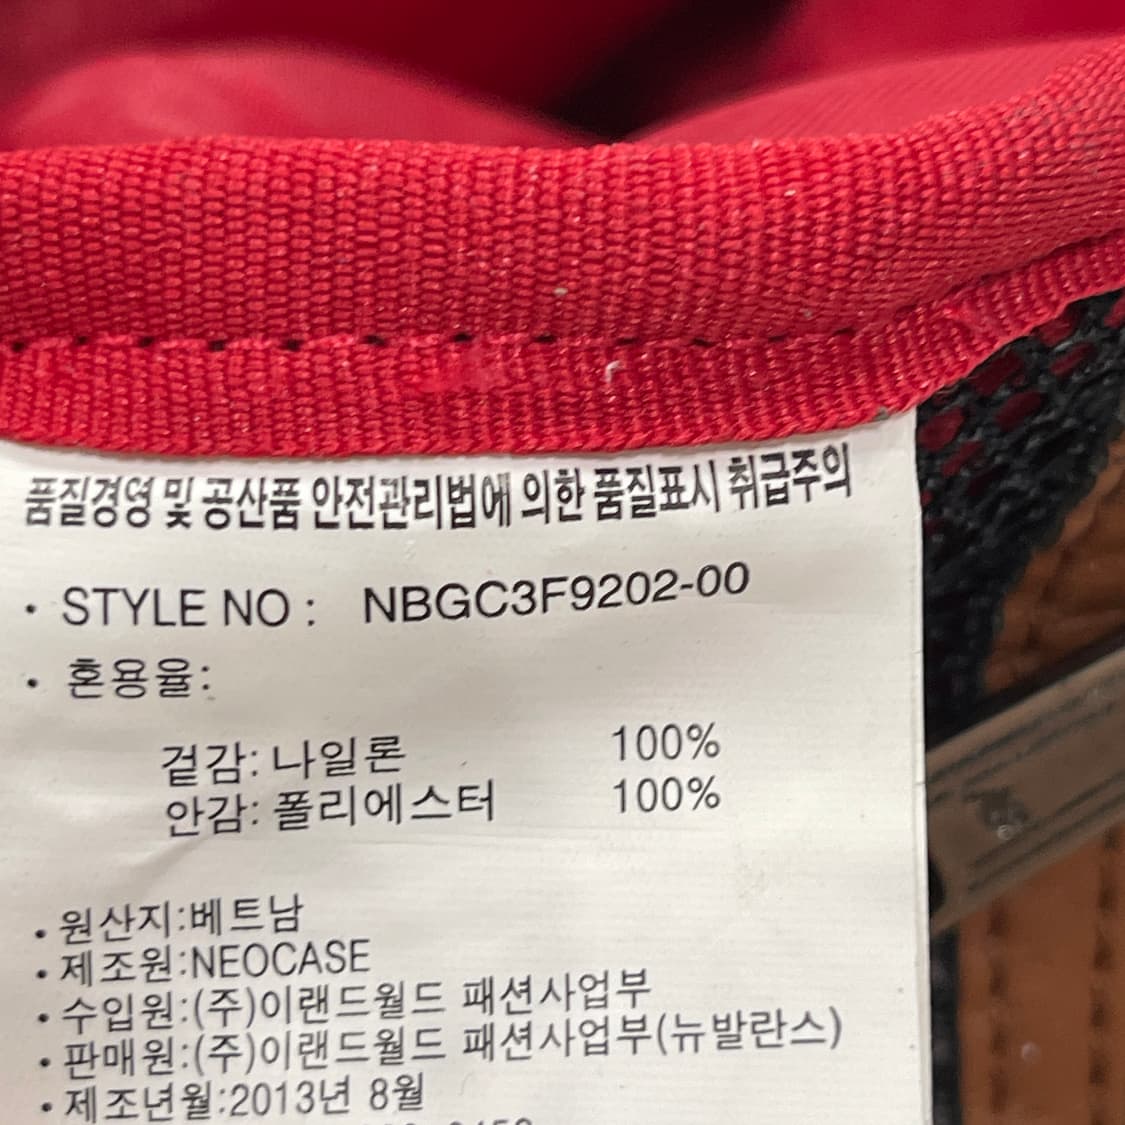 품질경영 및 공산품 안전관리법에 의한 품질표시 취급주의
· STYLE NO : NBGC3F9202-00
· 혼용율:
겉감: 나일론 100%
안감: 폴리에스터 100%
· 원산지:베트남
· 제조원:NEOCASE
· 수입원:(주)이랜드월드 패션사업부
· 판매원:(주)이랜드월드 패션사업부(뉴발란스)
· 제조년월:2013년 8월